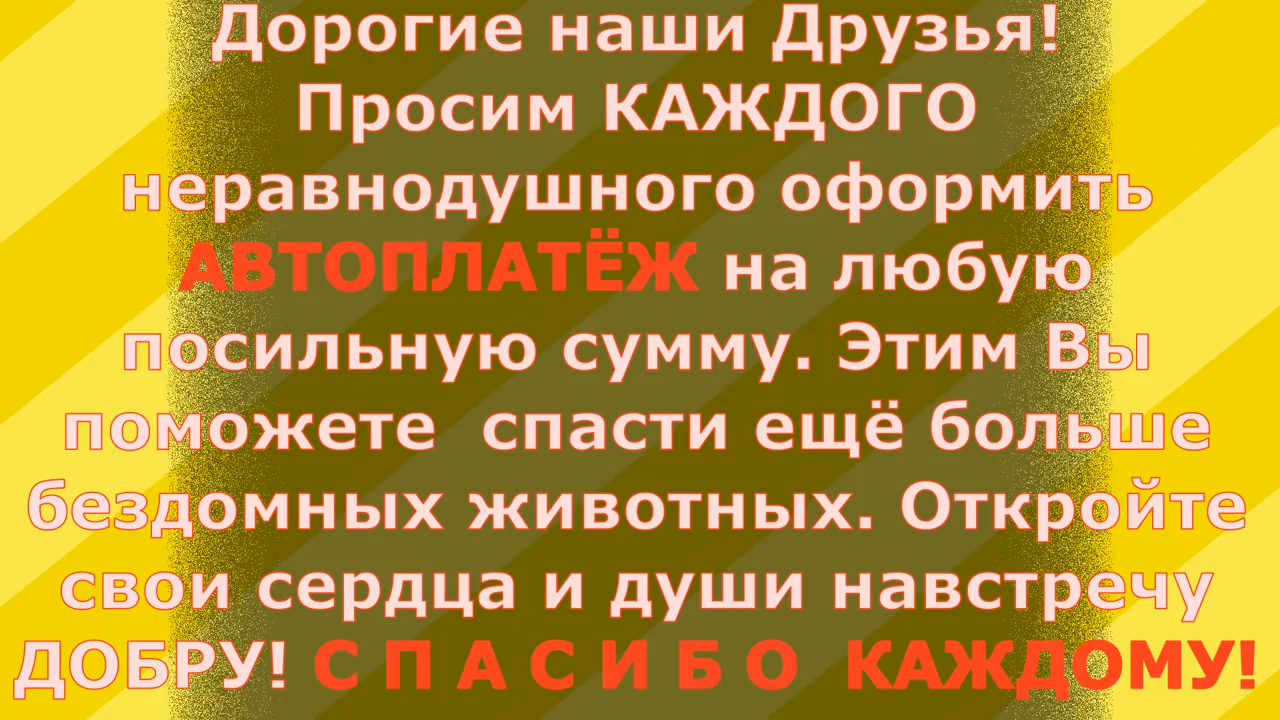 Дорогие наши Друзья!
Просим КАЖДОГО
неравнодушного оформить
АВТОПЛАТЁЖ на любую
посильную сумму. Этим Вы
поможете спасти ещё больше
бездомных животных. Откройте
свои сердца и души навстречу
ДОБРУ! С П А С И Б О КАЖДОМУ!